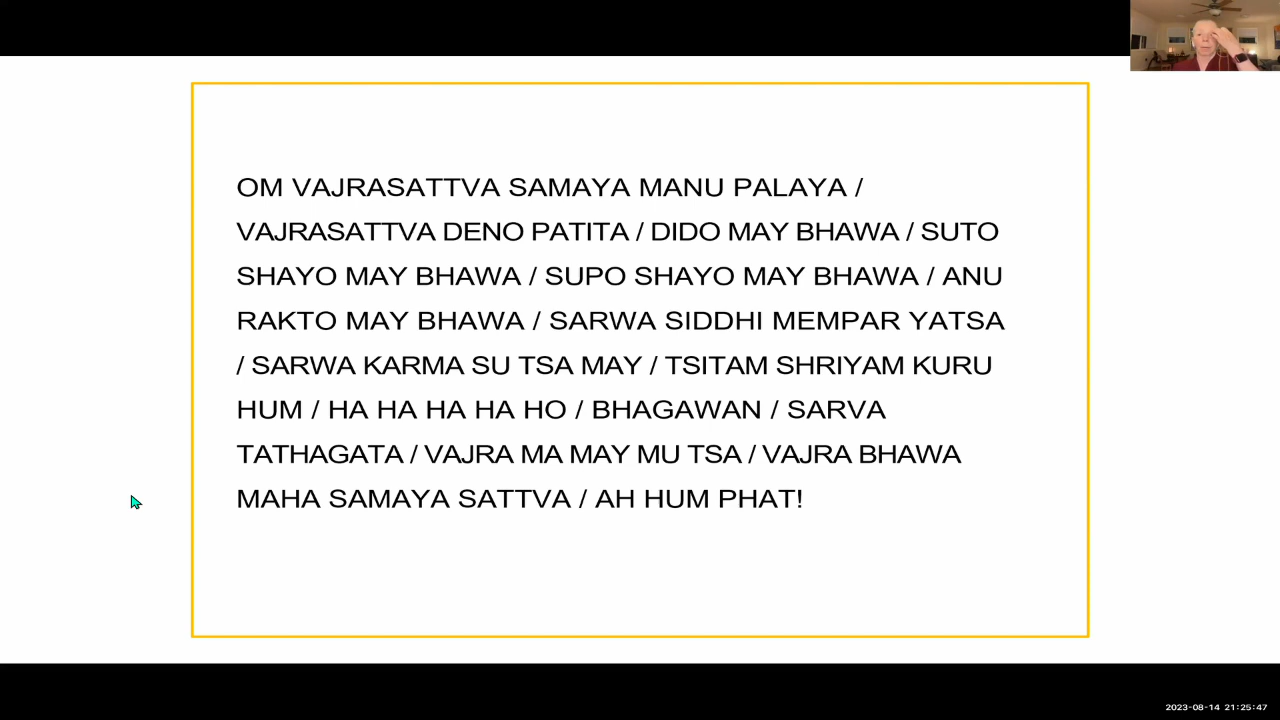 OM VAJRASATTVA SAMAYA MANU PALAYA /
VAJRASATTVA DENO PATITA / DIDO MAY BHAWA / SUTO
SHAYO MAY BHAWA / SUPO SHAYO MAY BHAWA / ANU
RAKTO MAY BHAWA / SARWA SIDDHI MEMPAR YATSA
/ SARWA KARMA SU TSA MAY / TSITAM SHRIYAM KURU
HUM / HA HA HA HA HO / BHAGAWAN / SARVA
TATHAGATA / VAJRA MA MAY MU TSA / VAJRA BHAWA
MAHA SAMAYA SATTVA / AH HUM PHAT!
2023-08-14 21:25:47